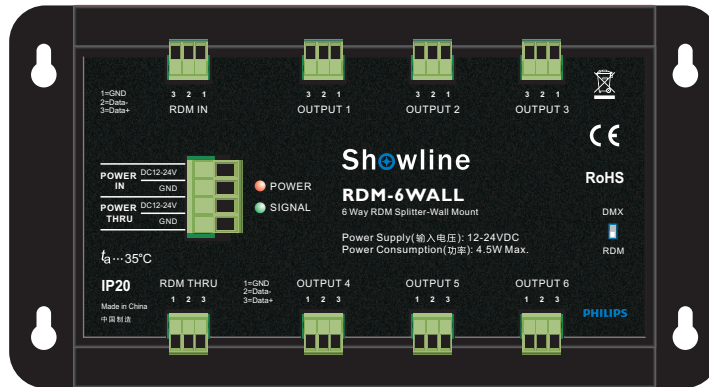 3 2 1
RDM IN
3 2 1
OUTPUT 1
3 2 1
OUTPUT 2
3 2 1
OUTPUT 3
1=GND
2=Data-
3=Data+
POWER IN
DC12-24V
GND
POWER THRU
DC12-24V
GND
POWER
SIGNAL
Showline
RDM-6WALL
6 Way RDM Splitter-Wall Mount
Power Supply(输入电压): 12-24VDC
Power Consumption(功率): 4.5W Max.
CE
RoHS
DMX
RDM
ta···35°C
IP20
Made in China
中国制造
RDM THRU
1 2 3
1=GND
2=Data-
3=Data+
OUTPUT 4
1 2 3
OUTPUT 5
1 2 3
OUTPUT 6
1 2 3
PHILIPS